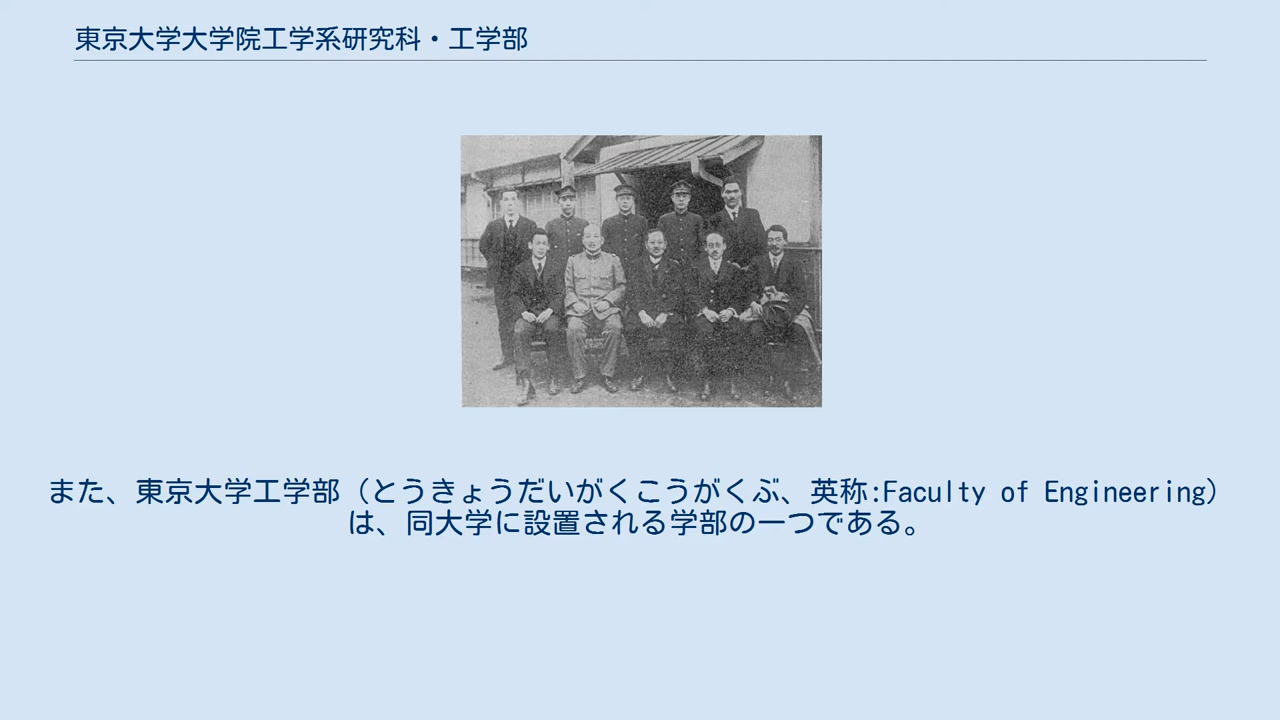 東京大学大学院工学系研究科・工学部
また、東京大学工学部（とうきょうだいがくこうがくぶ、英称:Faculty of Engineering）
は、同大学に設置される学部の一つである。